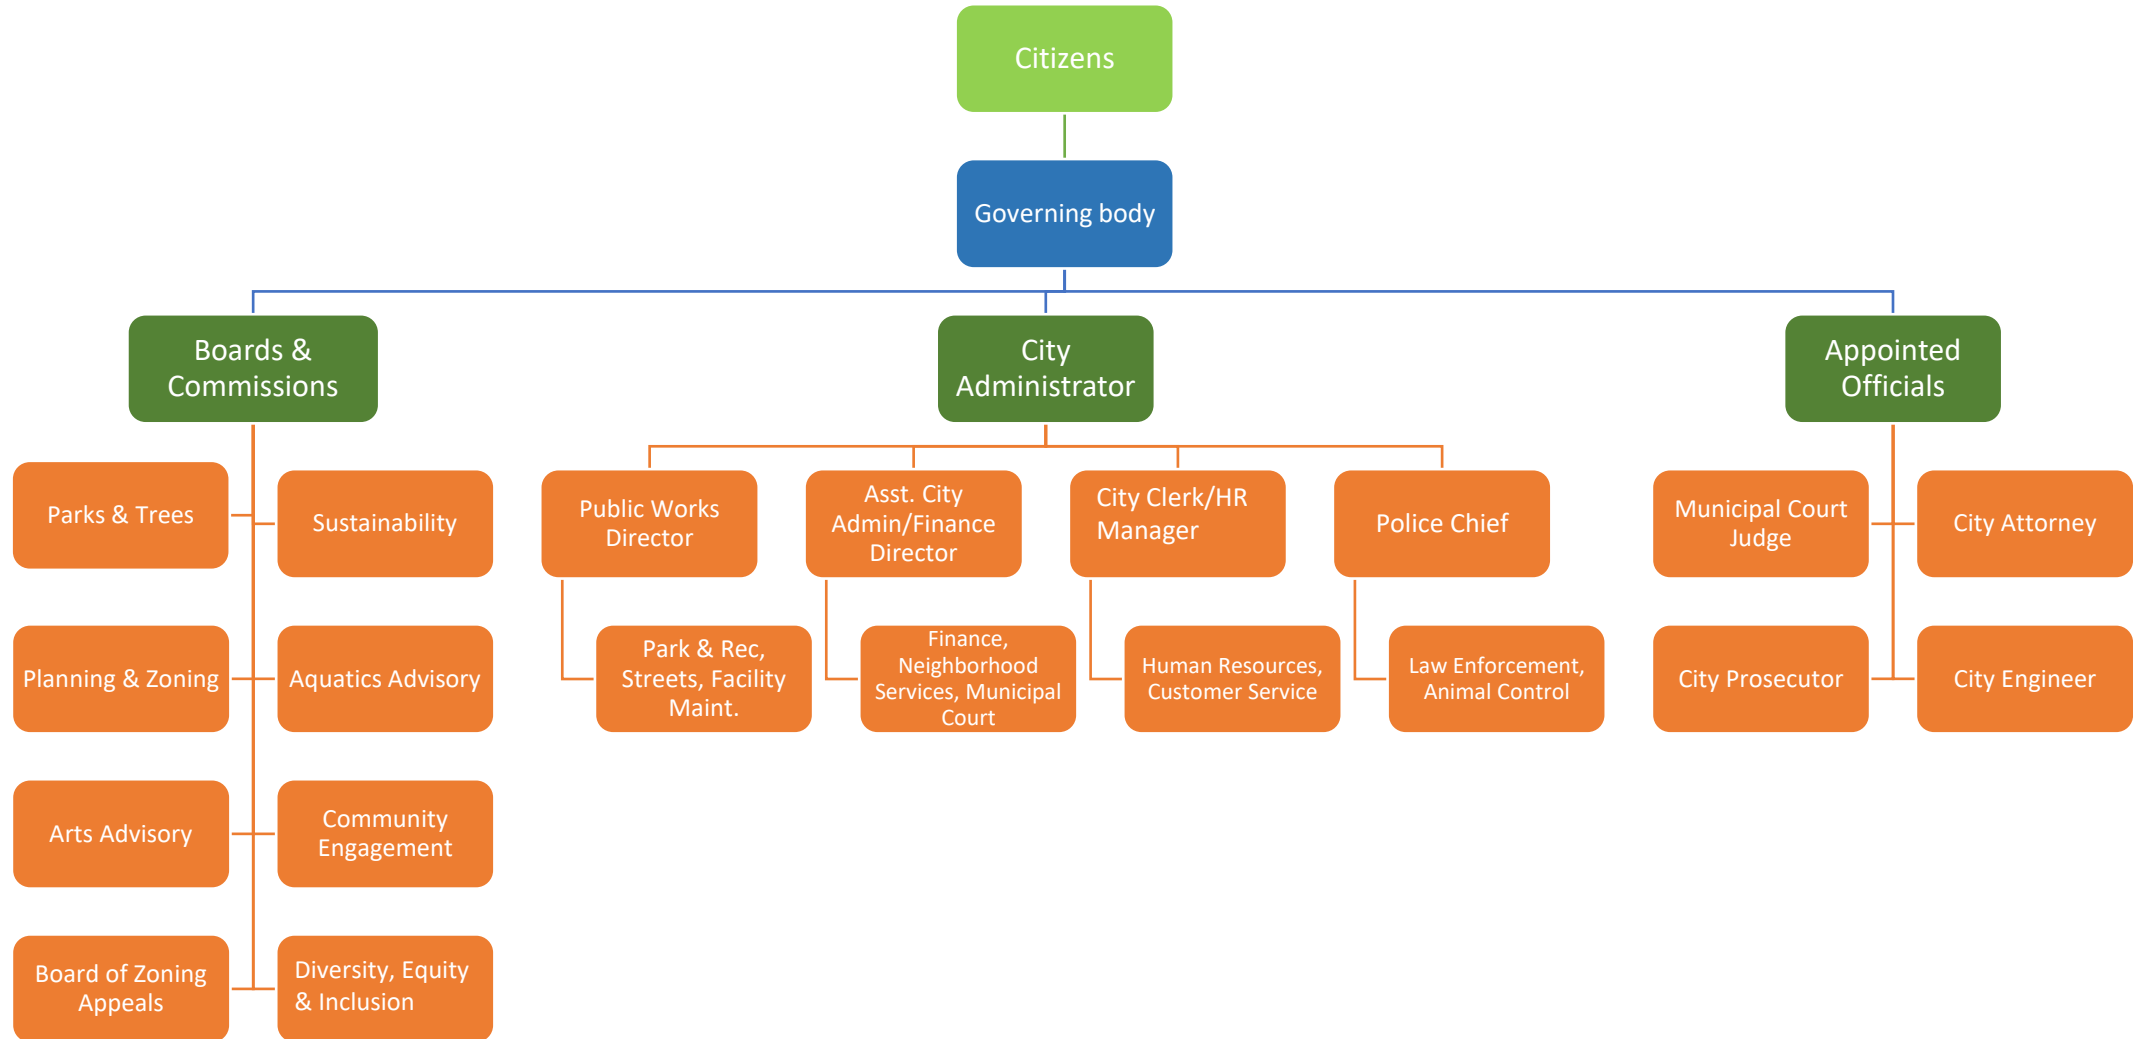 Citizens
Governing body
Boards &
Commissions
City
Administrator
Appointed
Officials
Parks & Trees
Sustainability
Public Works
Director
Asst. City
Admin/Finance
Director
City Clerk/HR
Manager
Police Chief
Municipal Court
Judge
City Attorney
Planning & Zoning
Aquatics Advisory
Park & Rec,
Streets, Facility
Maint.
Finance,
Neighborhood
Services, Municipal
Court
Human Resources,
Customer Service
Law Enforcement,
Animal Control
City Prosecutor
City Engineer
Arts Advisory
Community
Engagement
Board of Zoning
Appeals
Diversity, Equity
& Inclusion